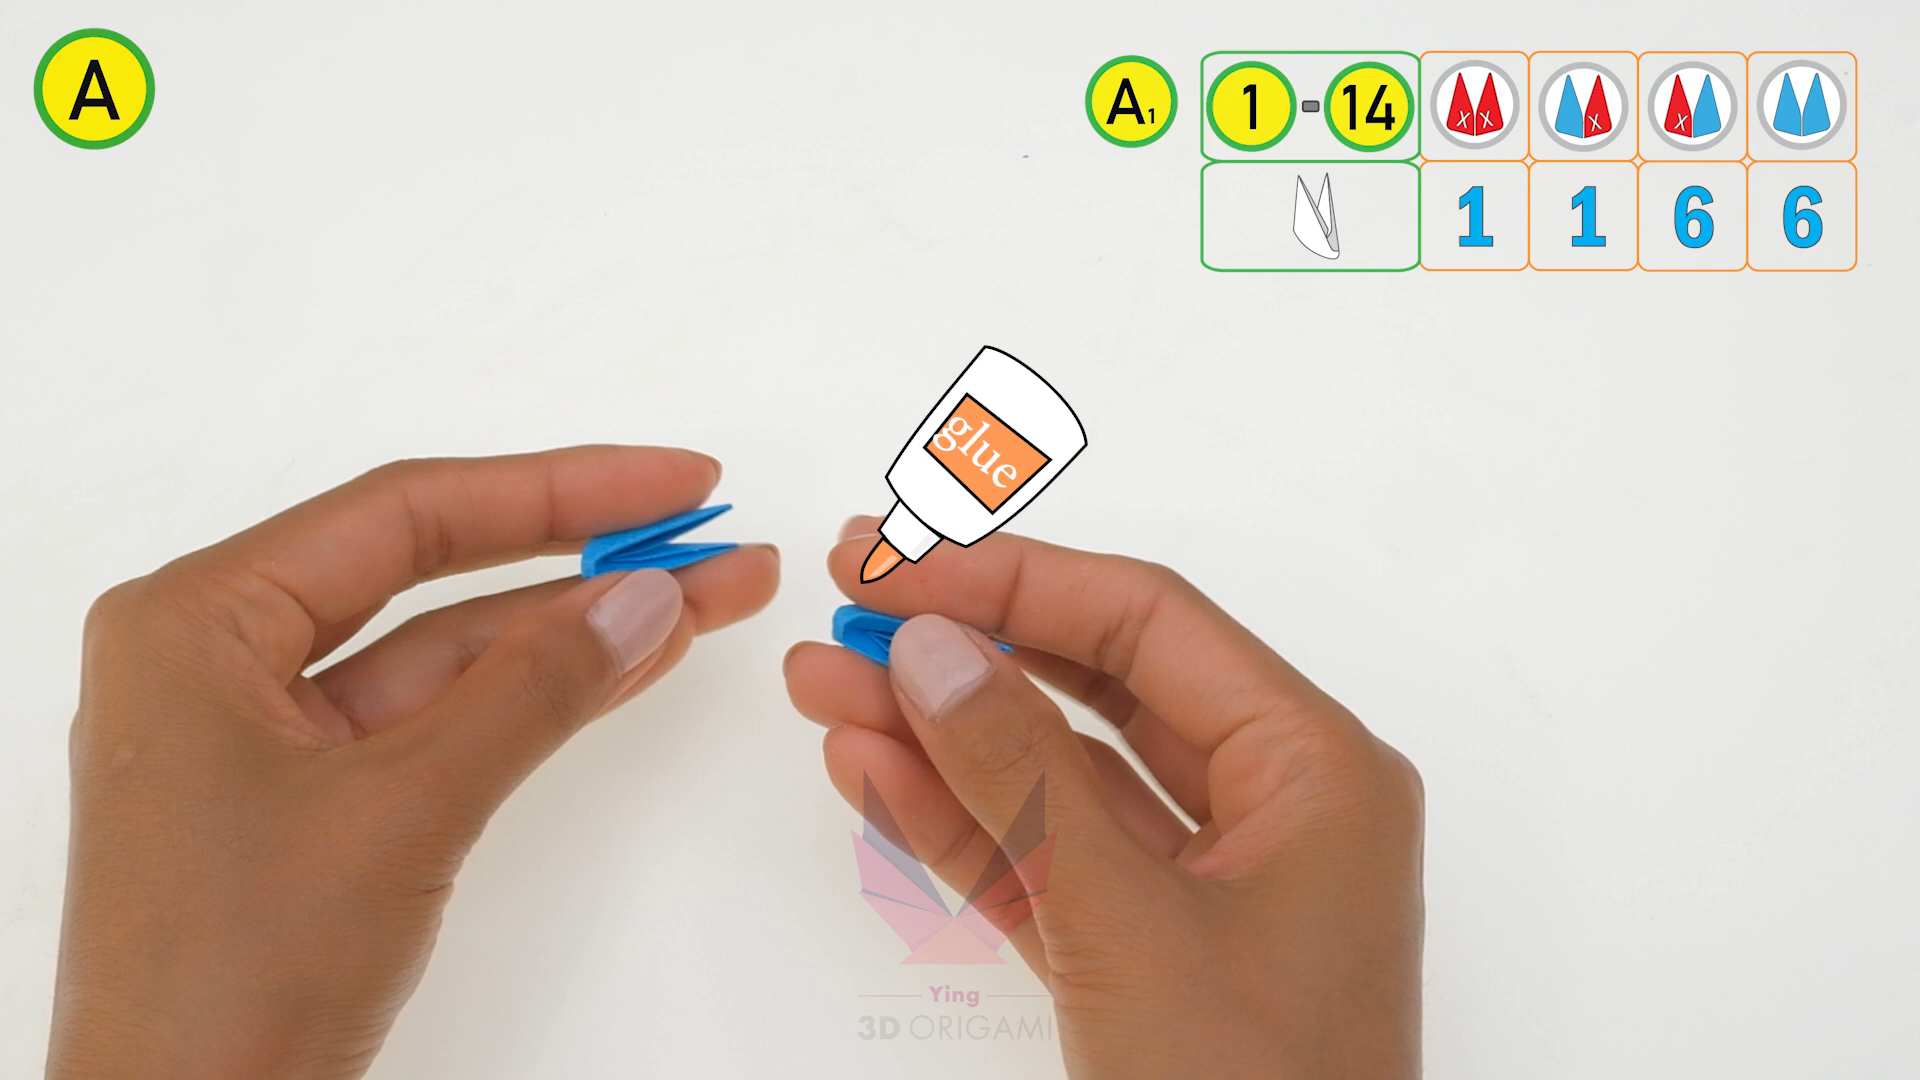 A
A1 1 - 14
X X X X
1 1 6 6
glue
Ying
3D ORIGAMI